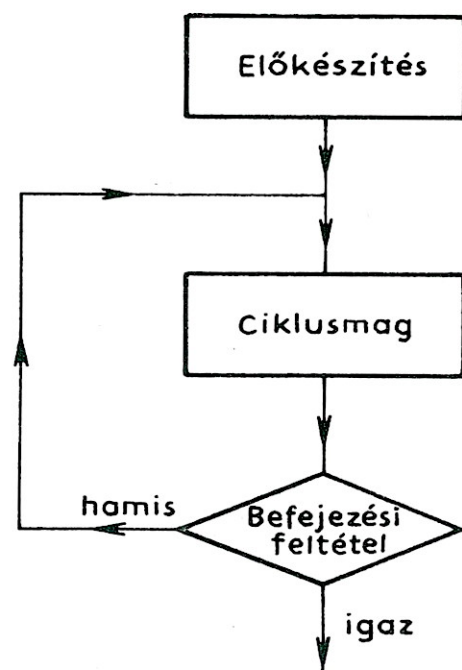 Előkészítés
Ciklusmag
hamis
Befejezési
feltétel
igaz